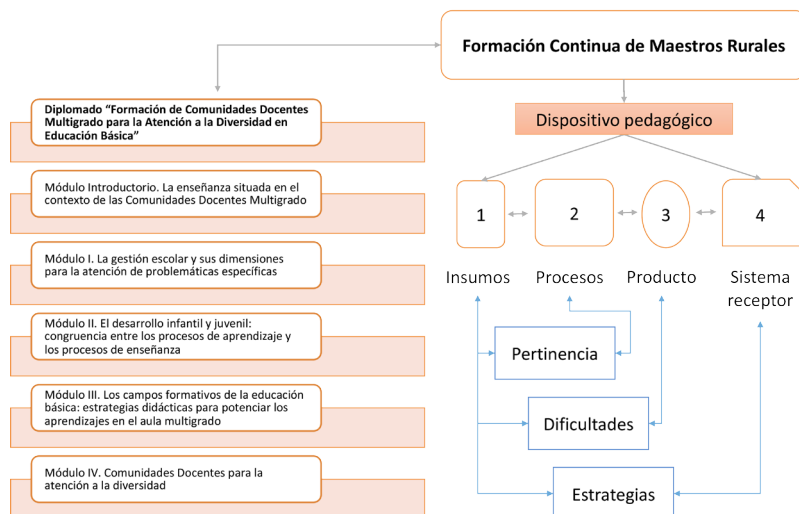 Formación Continua de Maestros Rurales
Diplomado “Formación de Comunidades Docentes
Multigrado para la Atención a la Diversidad en
Educación Básica”
Módulo Introductorio. La enseñanza situada en el
contexto de las Comunidades Docentes Multigrado
Módulo I. La gestión escolar y sus dimensiones
para la atención de problemáticas específicas
Módulo II. El desarrollo infantil y juvenil:
congruencia entre los procesos de aprendizaje y
los procesos de enseñanza
Módulo III. Los campos formativos de la educación
básica: estrategias didácticas para potenciar los
aprendizajes en el aula multigrado
Módulo IV. Comunidades Docentes para la
atención a la diversidad
Dispositivo pedagógico
1 2 3 4
Insumos Procesos Producto Sistema
receptor
Pertinencia
Dificultades
Estrategias